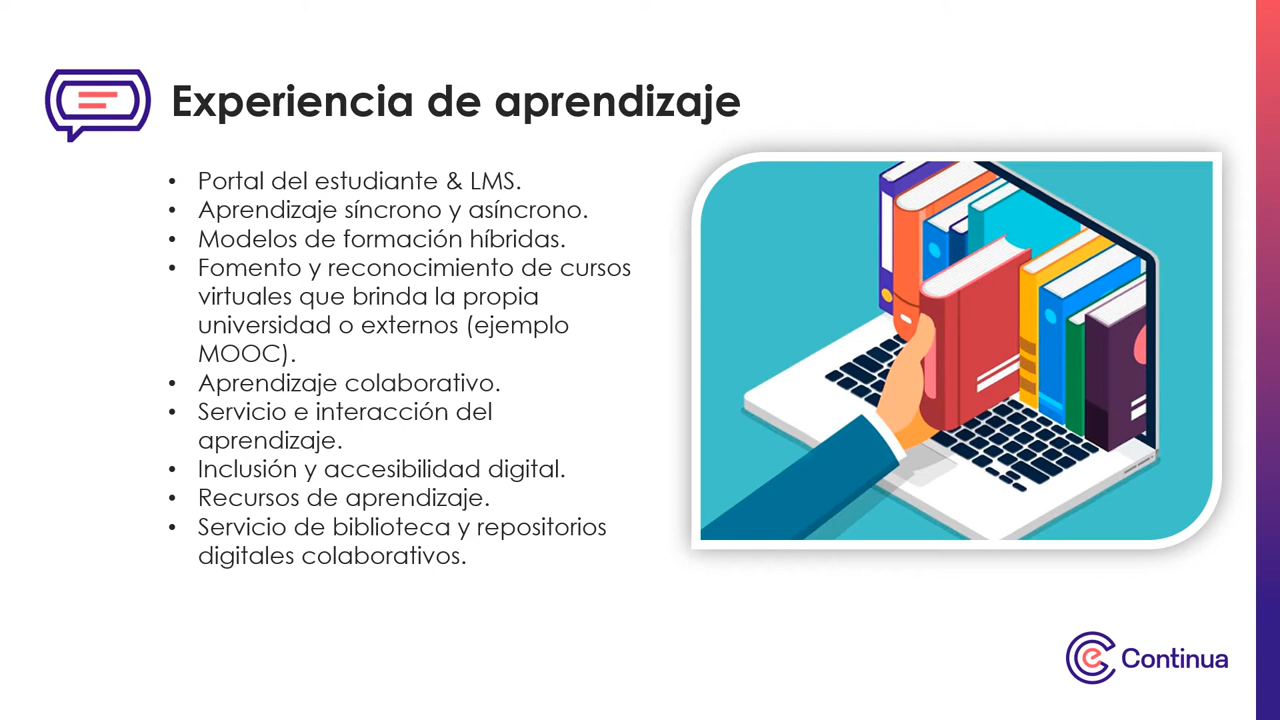 Experiencia de aprendizaje
• Portal del estudiante & LMS.
• Aprendizaje síncrono y asíncrono.
• Modelos de formación híbridas.
• Fomento y reconocimiento de cursos
virtuales que brinda la propia
universidad o externos (ejemplo
MOOC).
• Aprendizaje colaborativo.
• Servicio e interacción del
aprendizaje.
• Inclusión y accesibilidad digital.
• Recursos de aprendizaje.
• Servicio de biblioteca y repositorios
digitales colaborativos.
Continua